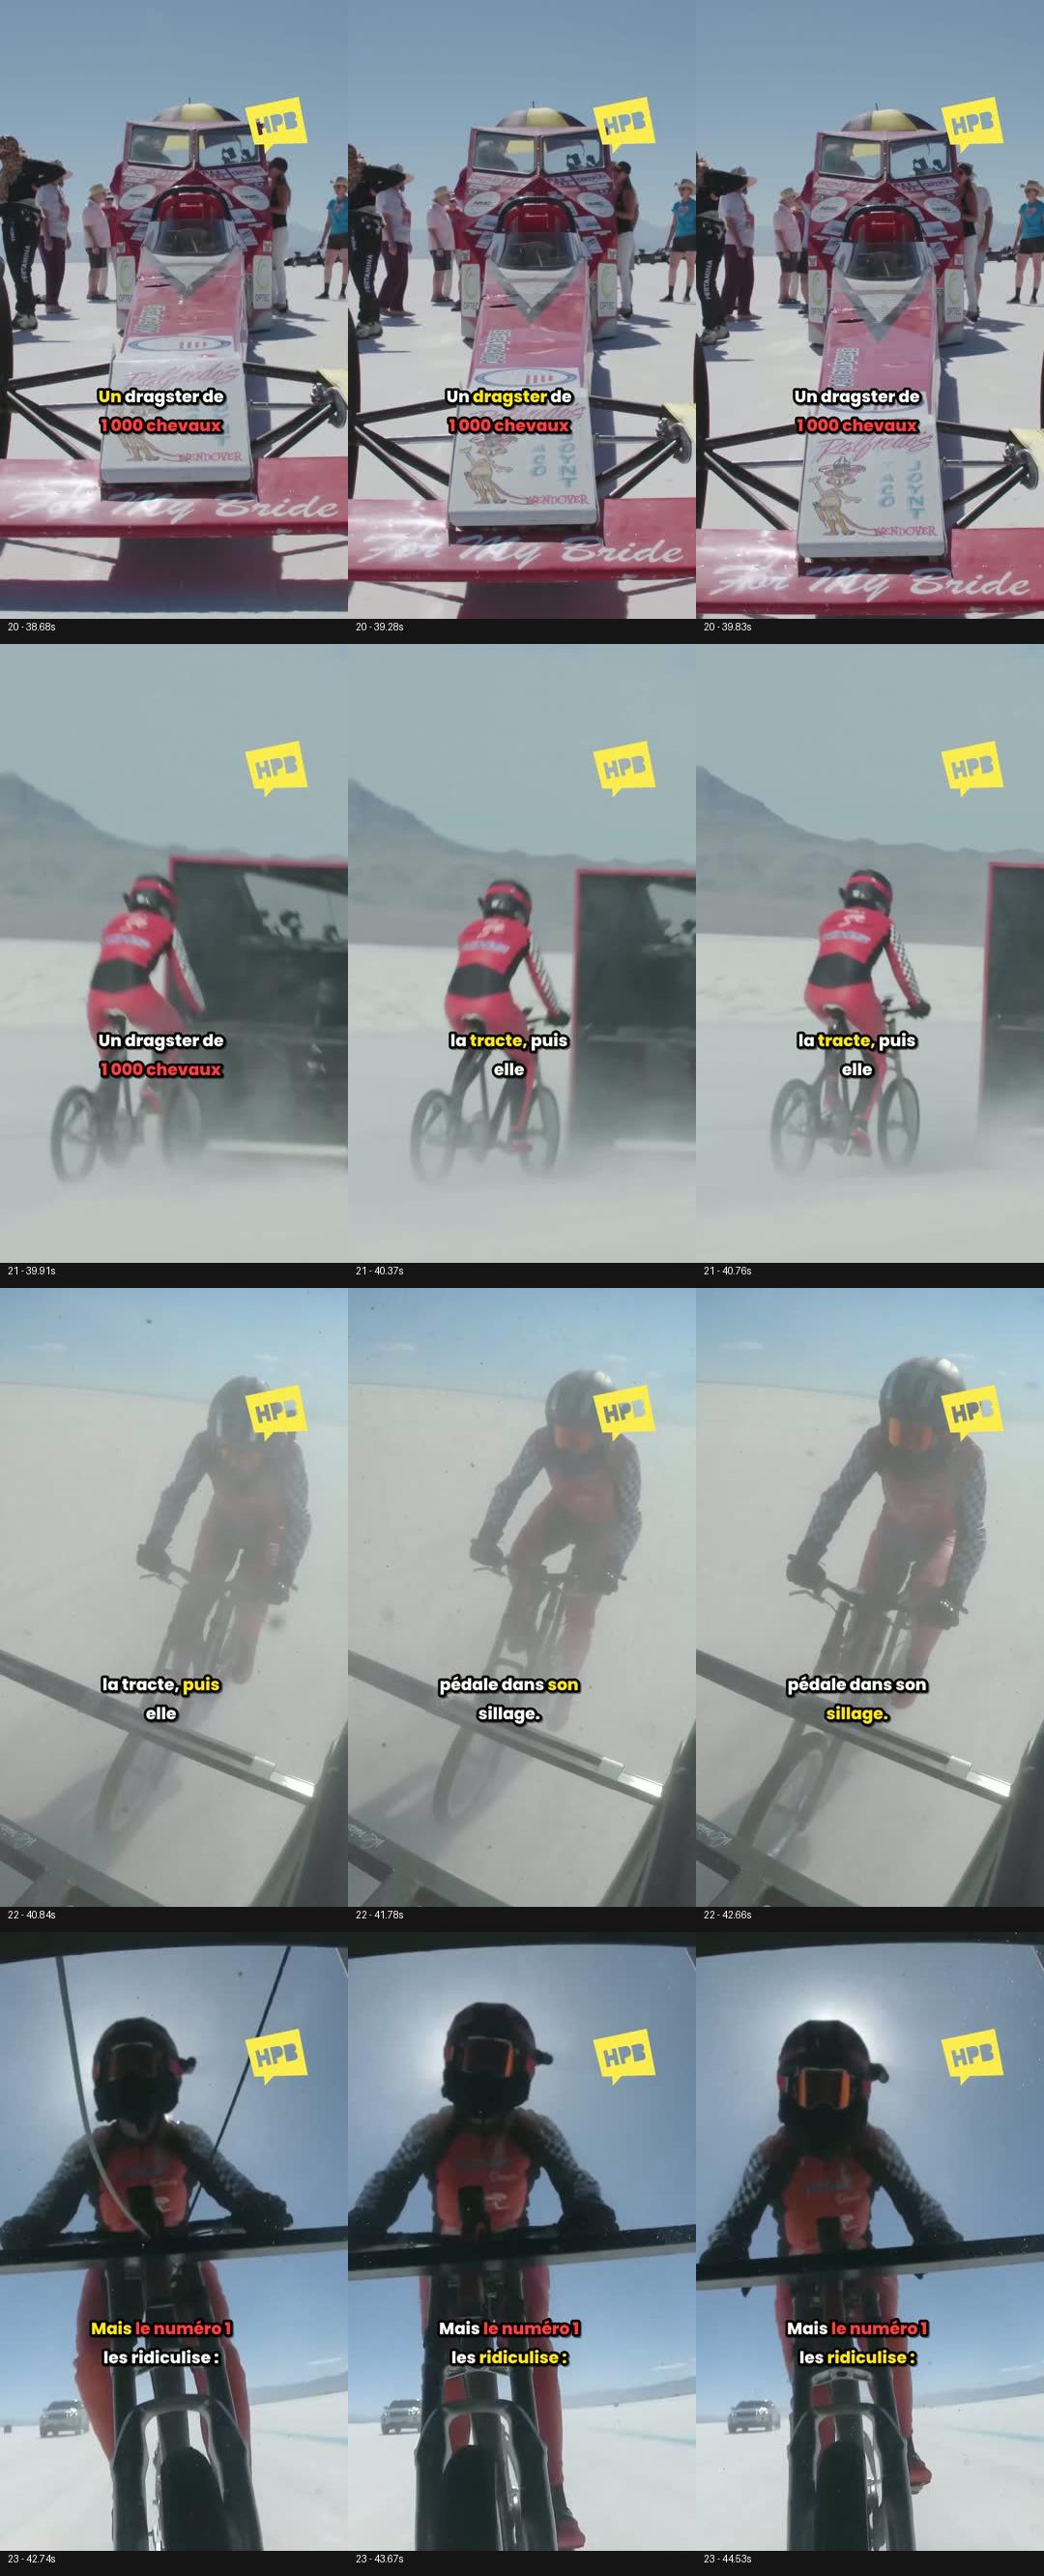 HPB
HPB
HPB
PERTAMINA
OPTEC
OPTEC
OPTEC
Un dragster de
1 000 chevaux
WENDOVER
For My Bride
Un dragster de
1 000 chevaux
TACO
JOYNT
WENDOVER
For My Bride
Un dragster de
1 000 chevaux
Ralfredo's
TACO
JOYNT
WENDOVER
For My Bride
20 - 38.68s
20 - 39.28s
20 - 39.83s
HPB
HPB
HPB
Un dragster de
1 000 chevaux
la tracte, puis
elle
la tracte, puis
elle
21 - 39.91s
21 - 40.37s
21 - 40.76s
HPB
HPB
HPB
la tracte, puis
elle
pédale dans son
sillage.
pédale dans son
sillage.
22 - 40.84s
22 - 41.78s
22 - 42.66s
HPB
HPB
HPB
Mais le numéro 1
les ridiculise :
Mais le numéro 1
les ridiculise :
Mais le numéro 1
les ridiculise :
23 - 42.74s
23 - 43.67s
23 - 44.53s